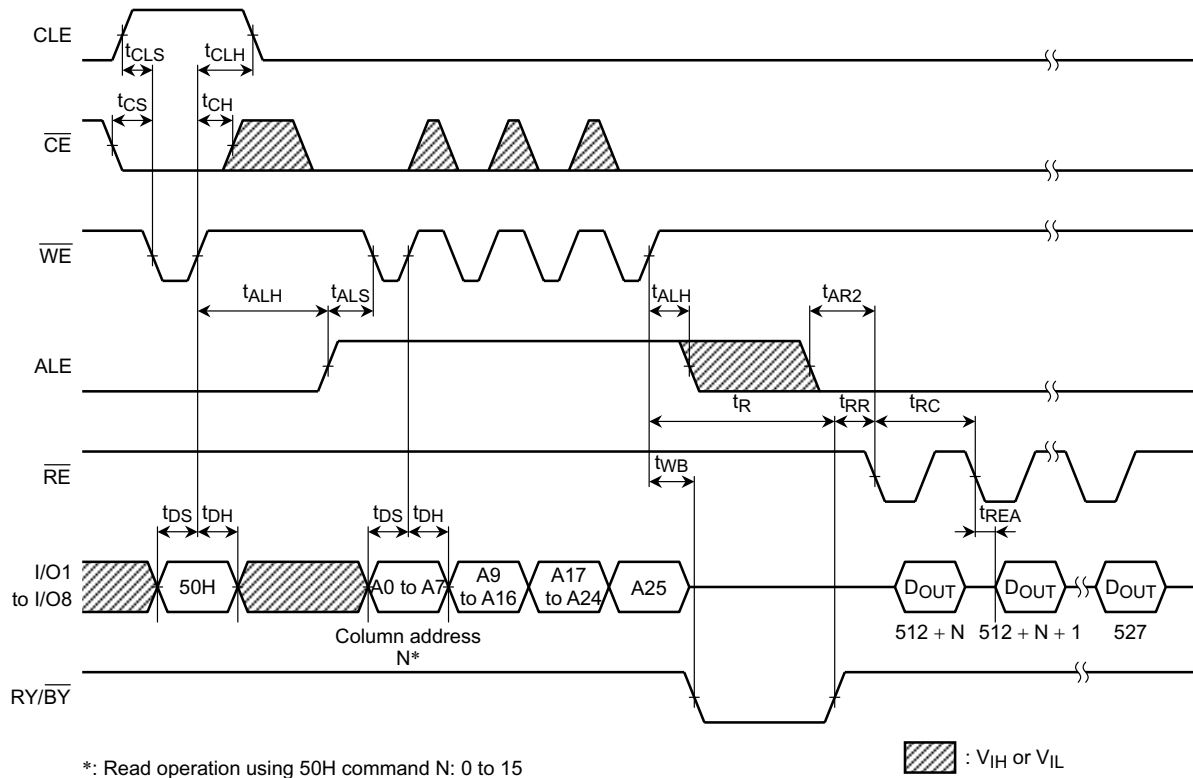 CLE
tCLS tCLH
tCS tCH
CE
WE
tALH tALS tALH tAR2
ALE
tR tRR tRC
RE
tWB
tDS tDH tDS tDH tREA
I/O1
to I/O8
50H
A0 to A7
A9
to A16
A17
to A24
A25
DOUT DOUT DOUT
512 + N 512 + N + 1 527
Column address
N*
RY/BY
*: Read operation using 50H command N: 0 to 15
: VIH or VIL